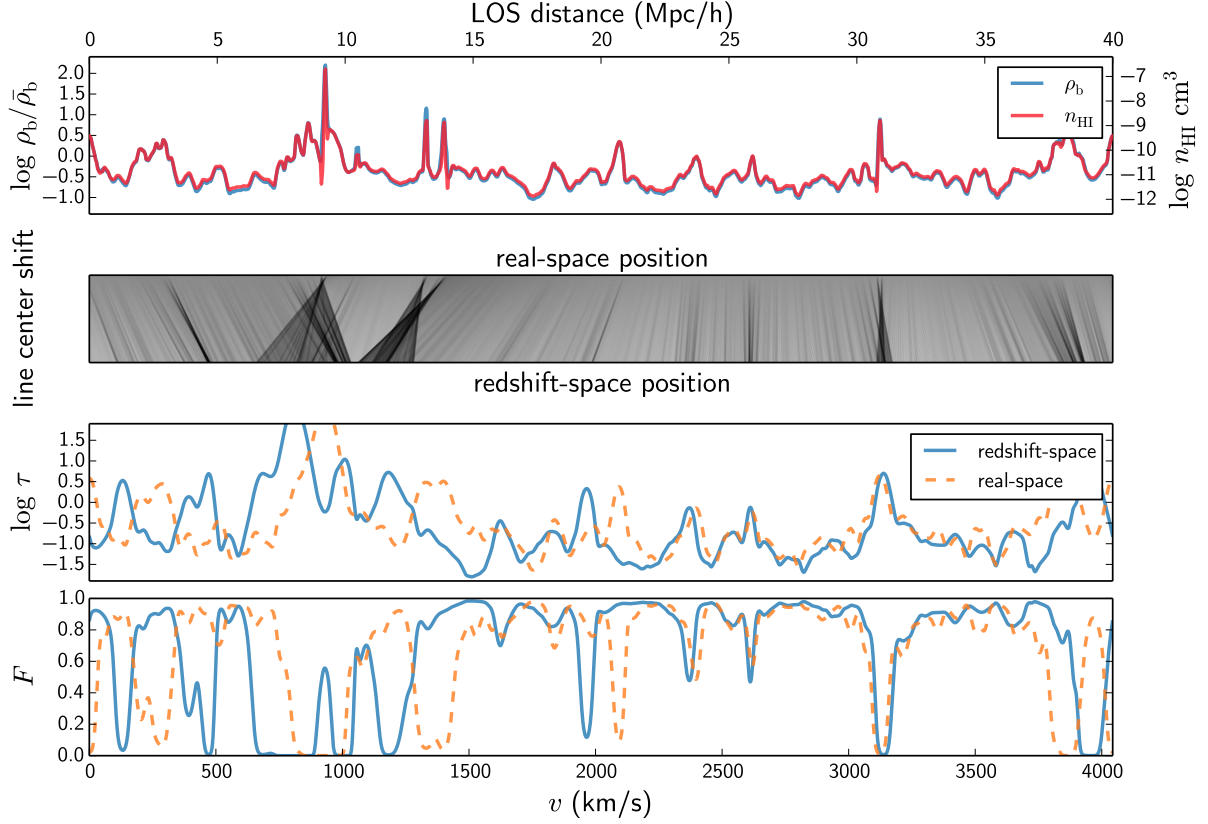 LOS distance (Mpc/h)
0 5 10 15 20 25 30 35 40
log ρb/ρ̄b
2.0
1.5
1.0
0.5
0.0
−0.5
−1.0
ρb
nHI
−7
−8
−9
−10
−11
−12
log nHI cm³
line center shift
real-space position
redshift-space position
log τ
1.5
1.0
0.5
0.0
−0.5
−1.0
−1.5
redshift-space
real-space
F
1.0
0.8
0.6
0.4
0.2
0.0
0 500 1000 1500 2000 2500 3000 3500 4000
v (km/s)